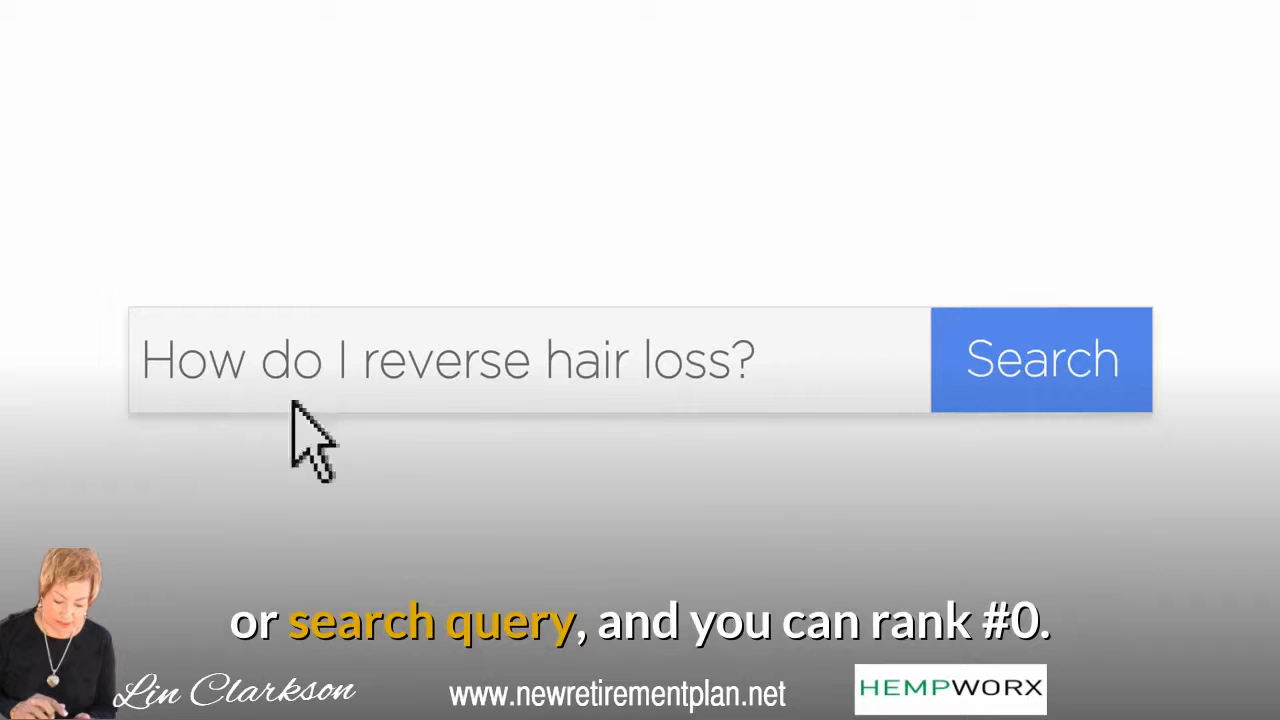 How do I reverse hair loss?
Search
or search query, and you can rank #0.
Lin Clarkson
www.newretirementplan.net
HEMPWORX